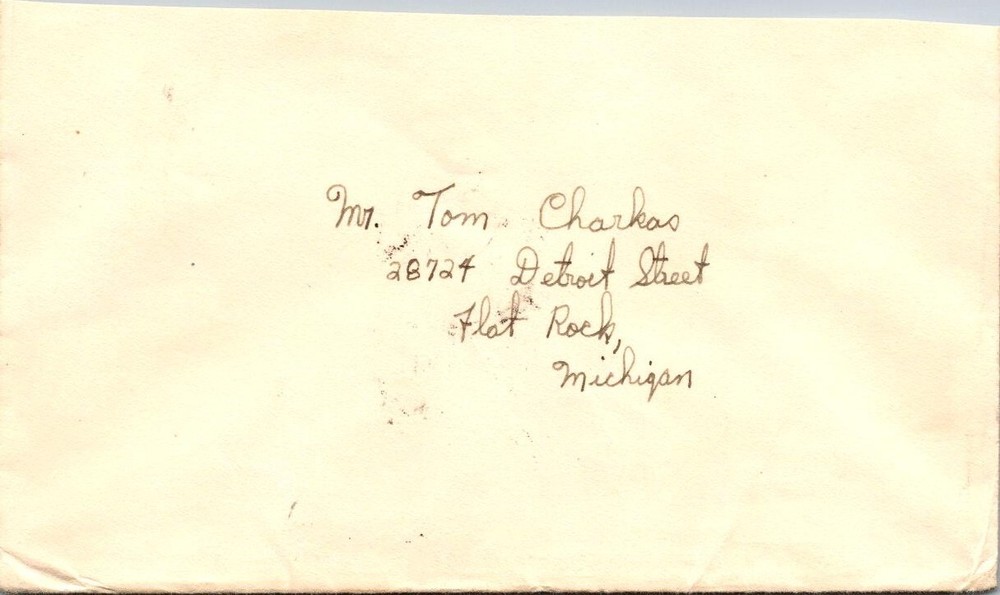 Mr. Tom Charkas
28724 Detroit Street
Flat Rock,
Michigan